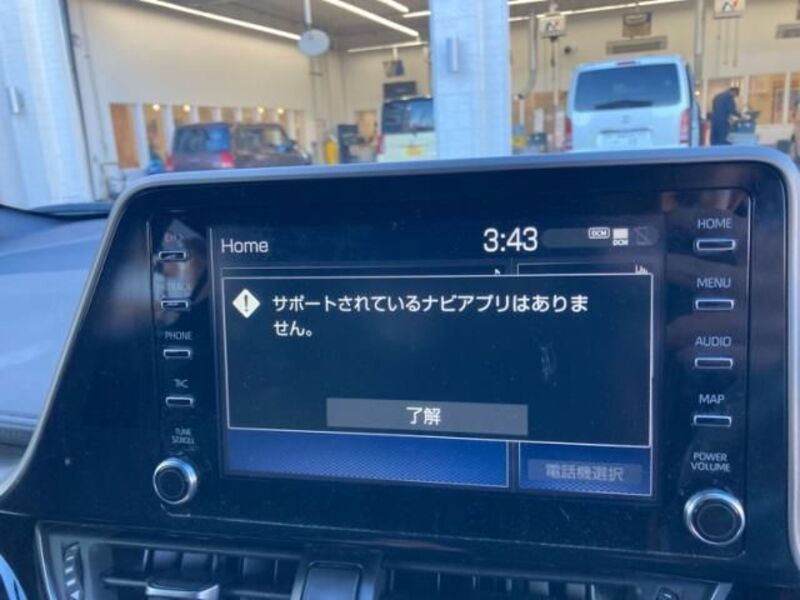 Home
3:43
DCM
DCM
サポートされているナビアプリはありま
せん。
了解
電話機選択
CH
TRACK
PHONE
T/C
TUNE
SCROLL
HOME
MENU
AUDIO
MAP
POWER
VOLUME